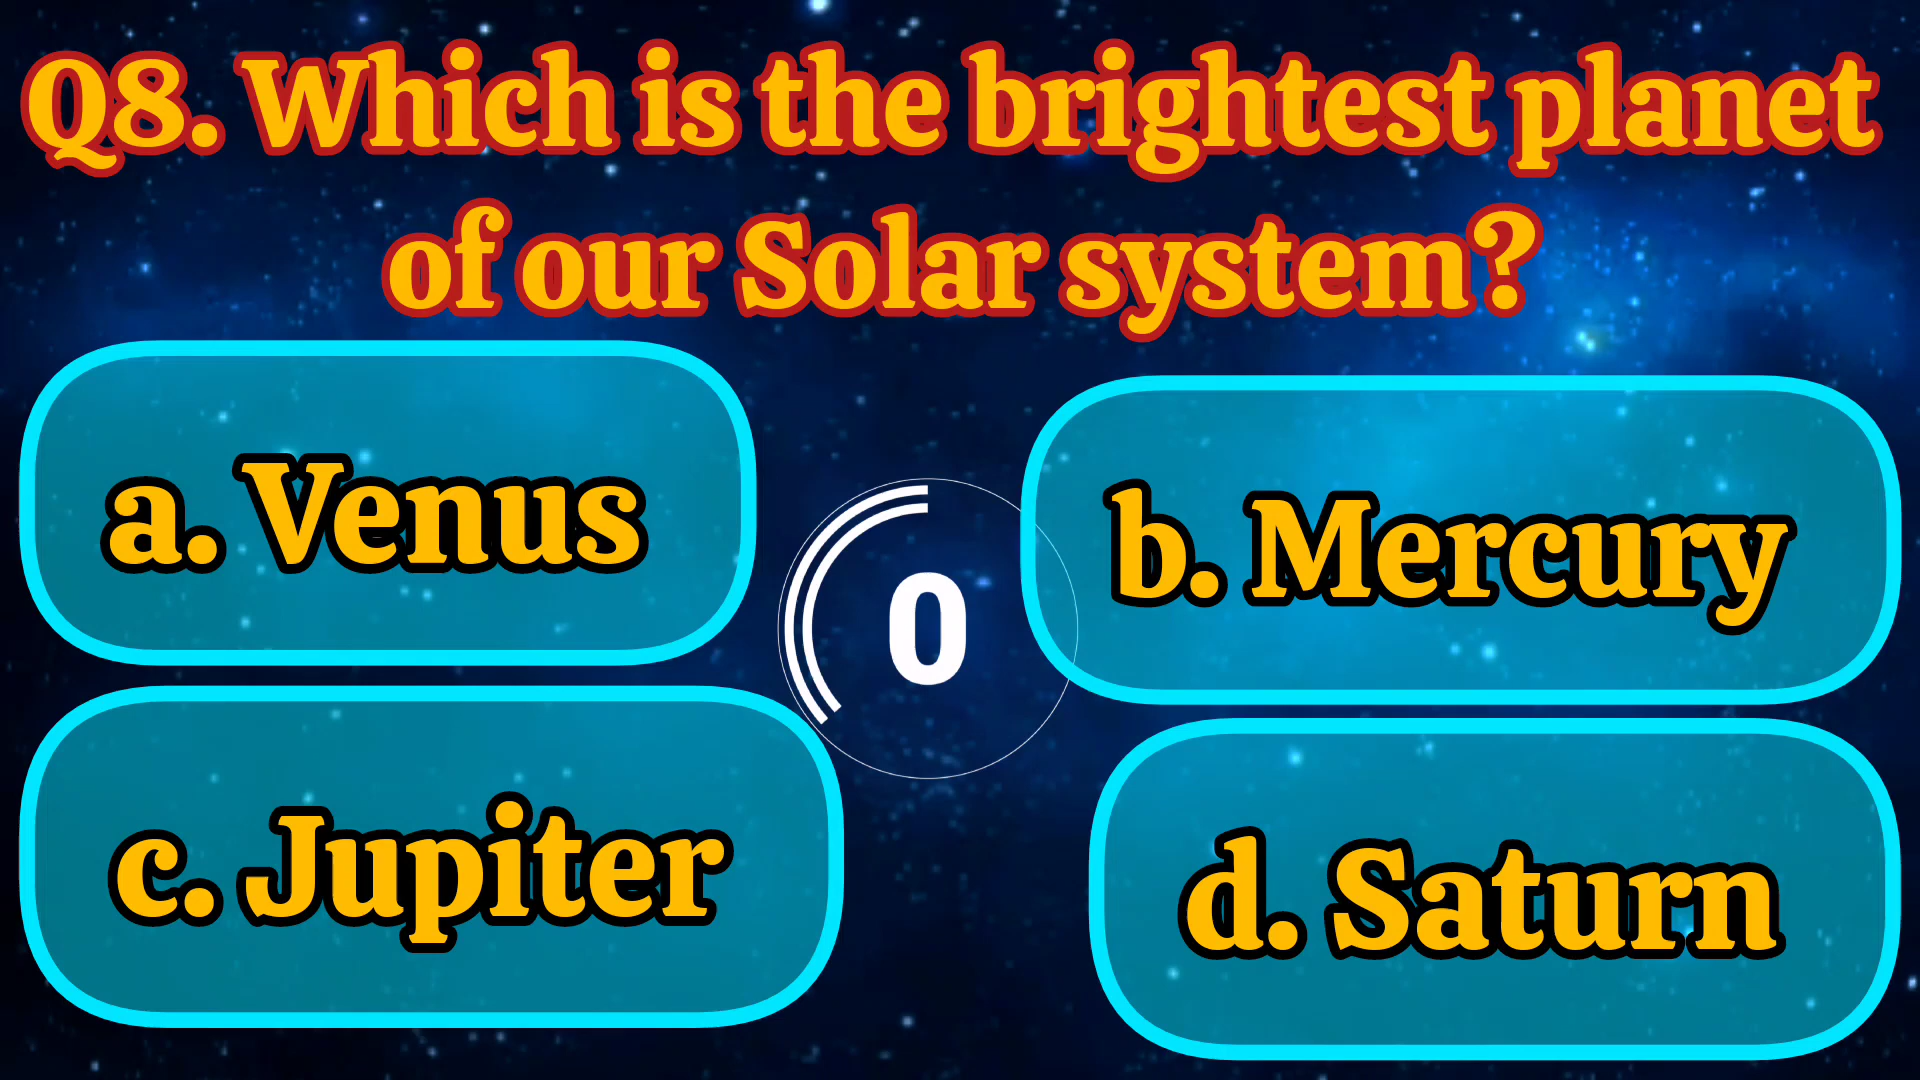 Q8. Which is the brightest planet
of our Solar system?
a. Venus
b. Mercury
0
c. Jupiter
d. Saturn